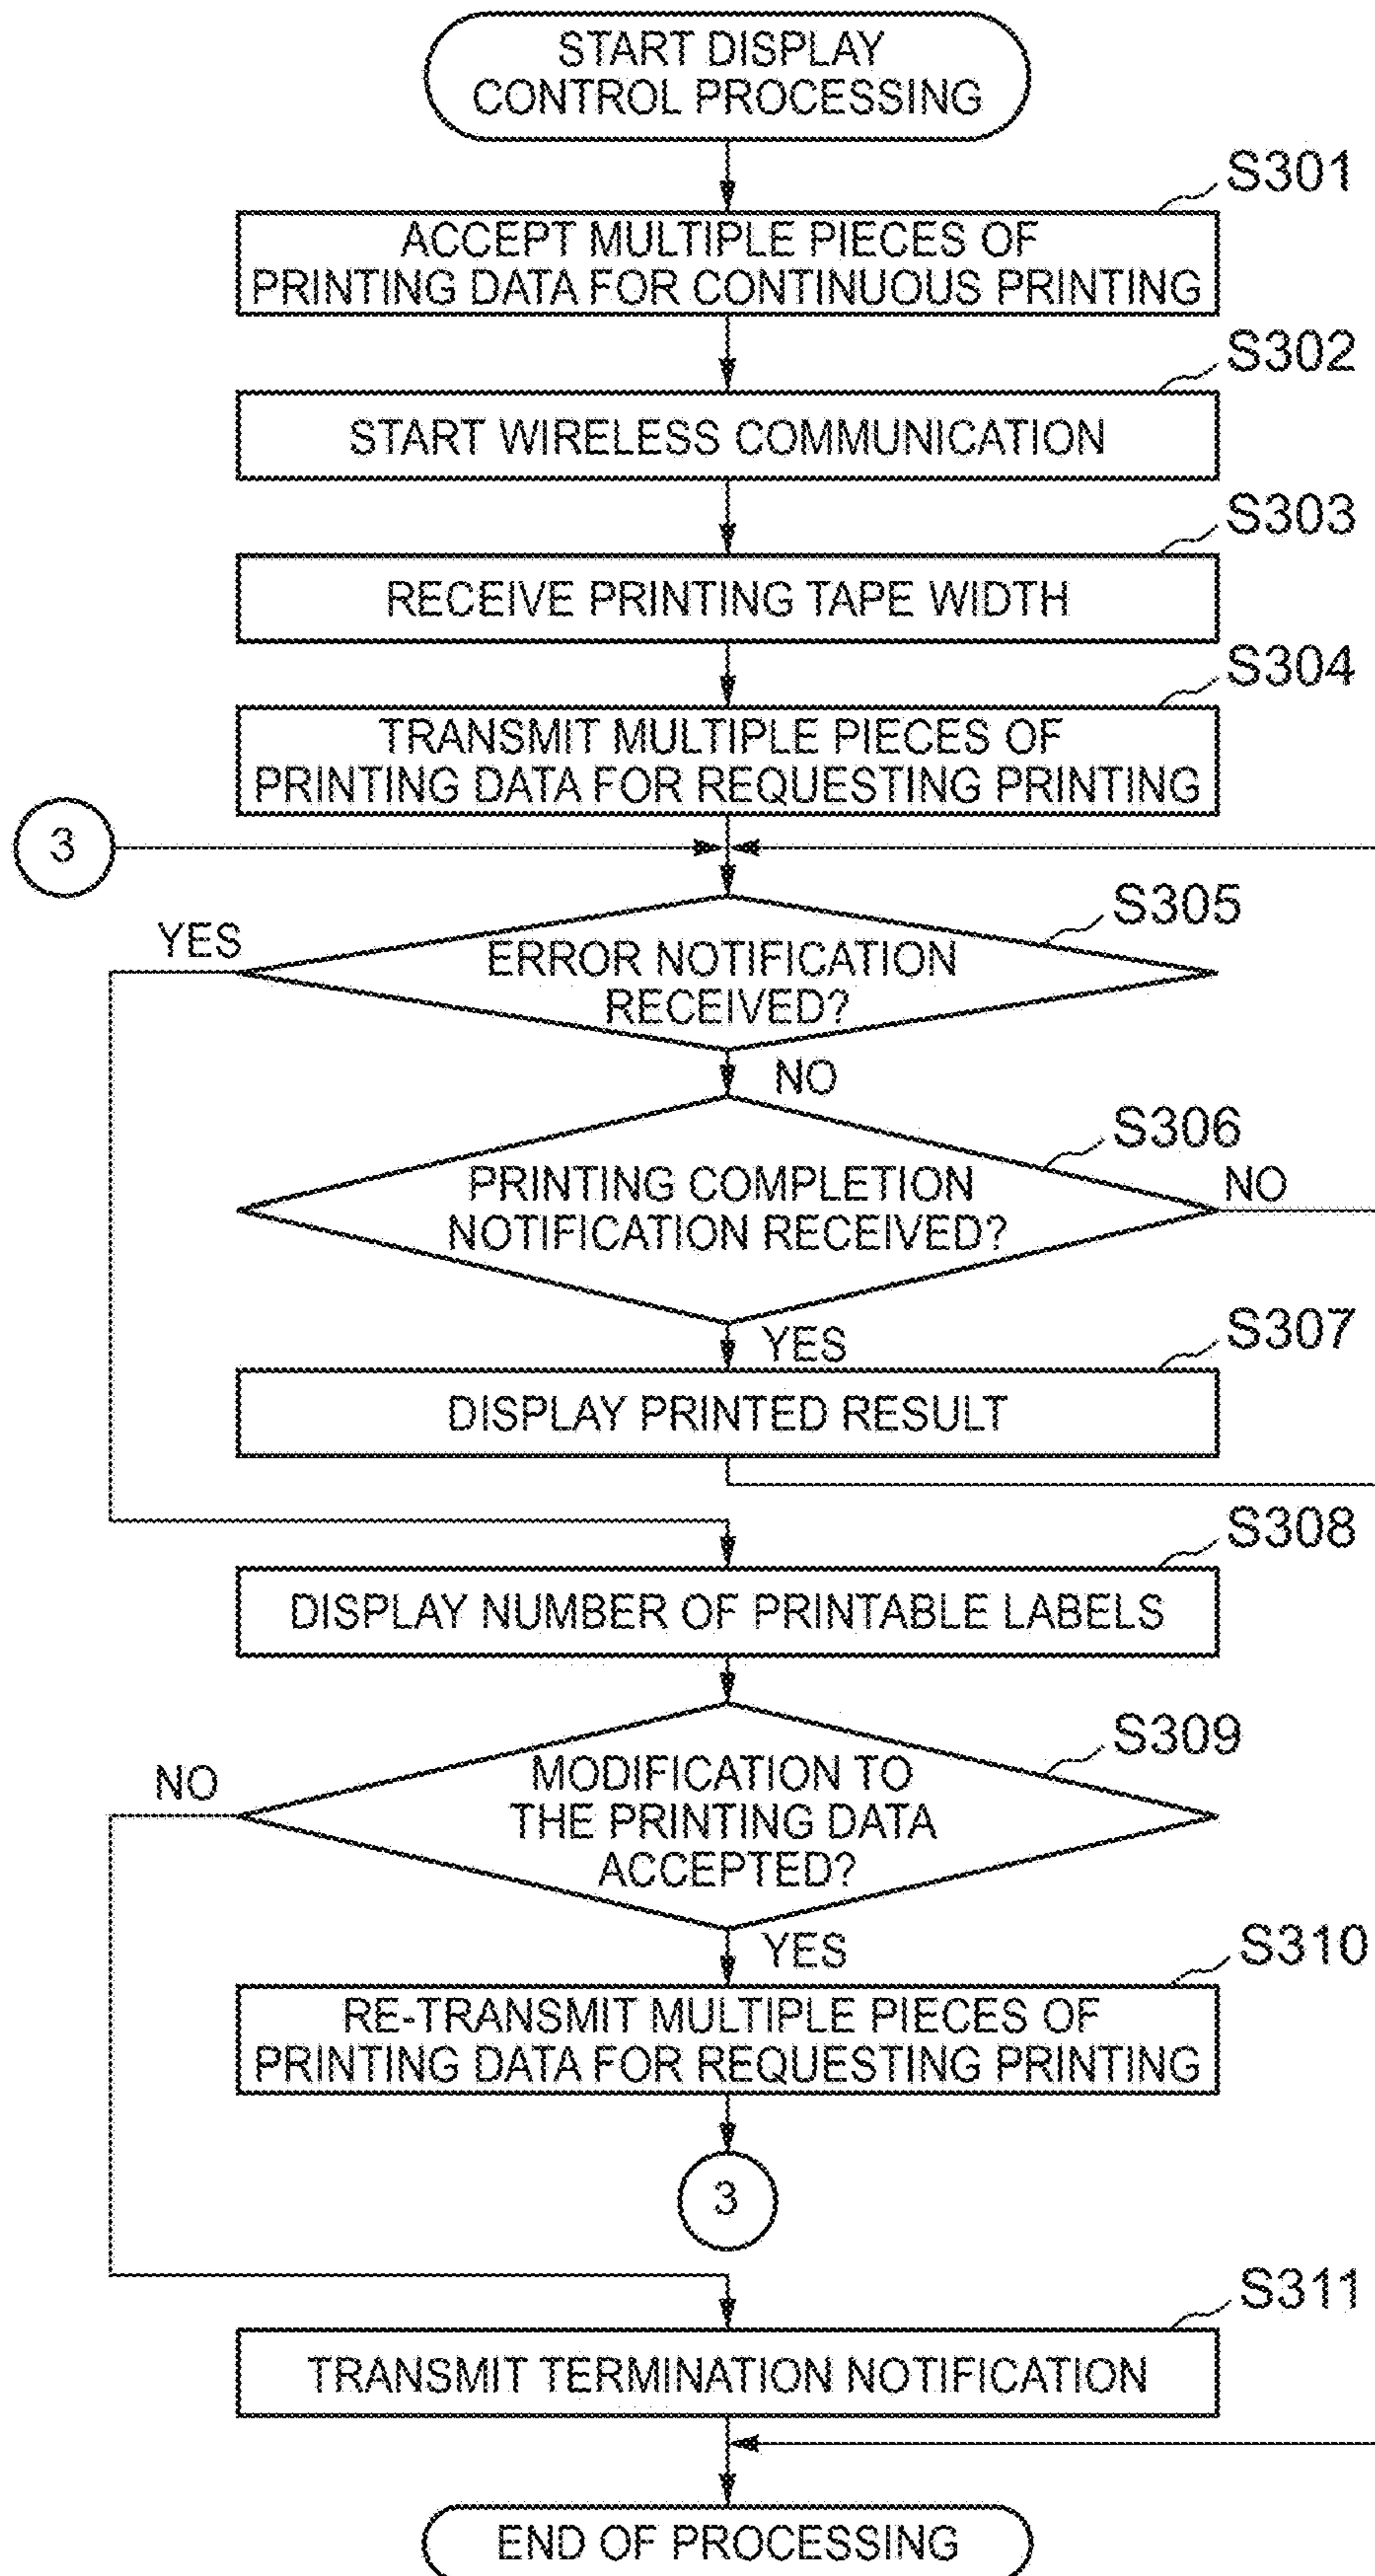 START DISPLAY
CONTROL PROCESSING
S301
ACCEPT MULTIPLE PIECES OF
PRINTING DATA FOR CONTINUOUS PRINTING
S302
START WIRELESS COMMUNICATION
S303
RECEIVE PRINTING TAPE WIDTH
S304
TRANSMIT MULTIPLE PIECES OF
PRINTING DATA FOR REQUESTING PRINTING
3
S305
YES
ERROR NOTIFICATION
RECEIVED?
NO
S306
PRINTING COMPLETION
NOTIFICATION RECEIVED?
NO
YES
S307
DISPLAY PRINTED RESULT
S308
DISPLAY NUMBER OF PRINTABLE LABELS
S309
NO
MODIFICATION TO
THE PRINTING DATA
ACCEPTED?
YES
S310
RE-TRANSMIT MULTIPLE PIECES OF
PRINTING DATA FOR REQUESTING PRINTING
3
S311
TRANSMIT TERMINATION NOTIFICATION
END OF PROCESSING